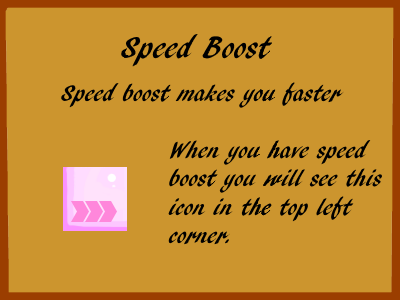 Speed Boost
Speed boost makes you faster
When you have speed
boost you will see this
icon in the top left
corner.